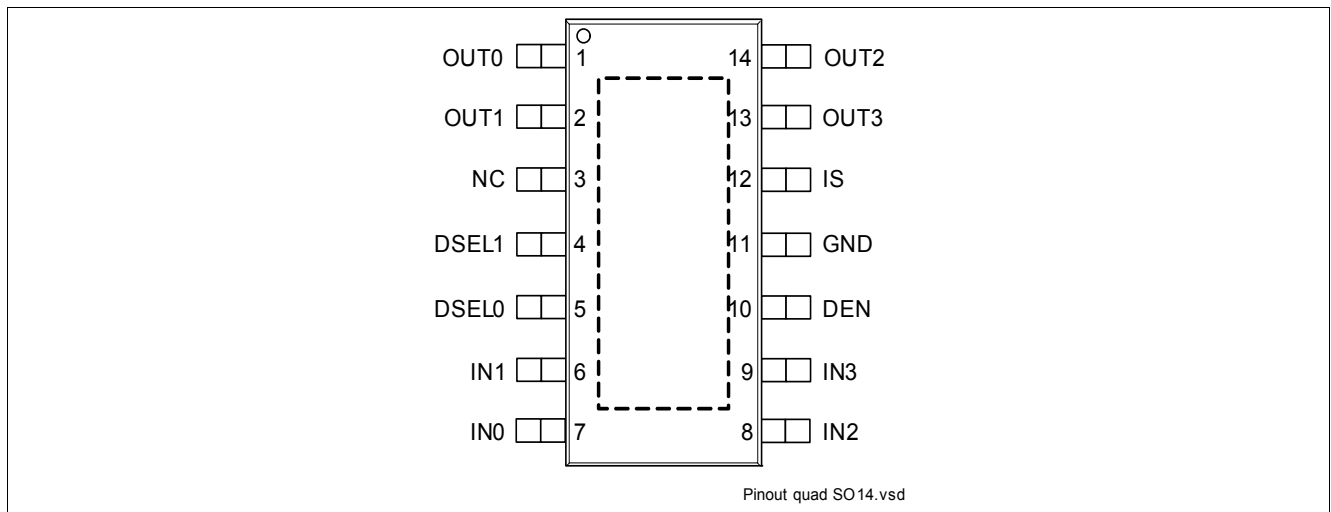 OUT0 1 14 OUT2
OUT1 2 13 OUT3
NC 3 12 IS
DSEL1 4 11 GND
DSEL0 5 10 DEN
IN1 6 9 IN3
IN0 7 8 IN2
Pinout quad SO14.vsd